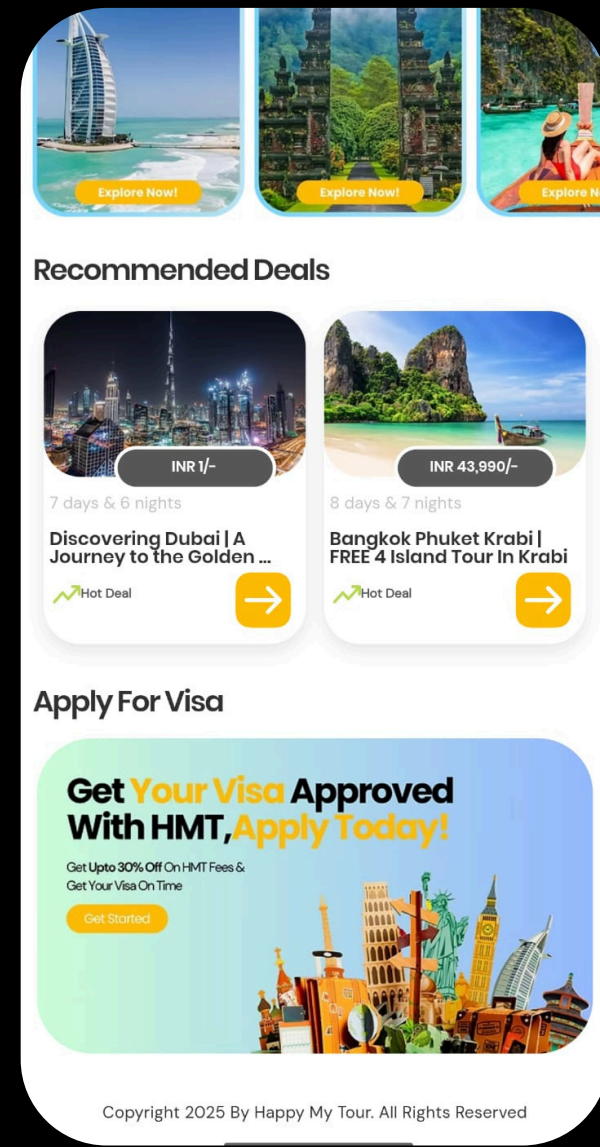 Explore Now!
Explore Now!
Explore N
Recommended Deals
INR 1/-
INR 43,990/-
7 days & 6 nights
8 days & 7 nights
Discovering Dubai | A
Journey to the Golden ...
Bangkok Phuket Krabi |
FREE 4 Island Tour In Krabi
Hot Deal
Hot Deal
Apply For Visa
Get Your Visa Approved
With HMT,Apply Today!
Get Upto 30% Off On HMT Fees &
Get Your Visa On Time
Get Started
Copyright 2025 By Happy My Tour. All Rights Reserved